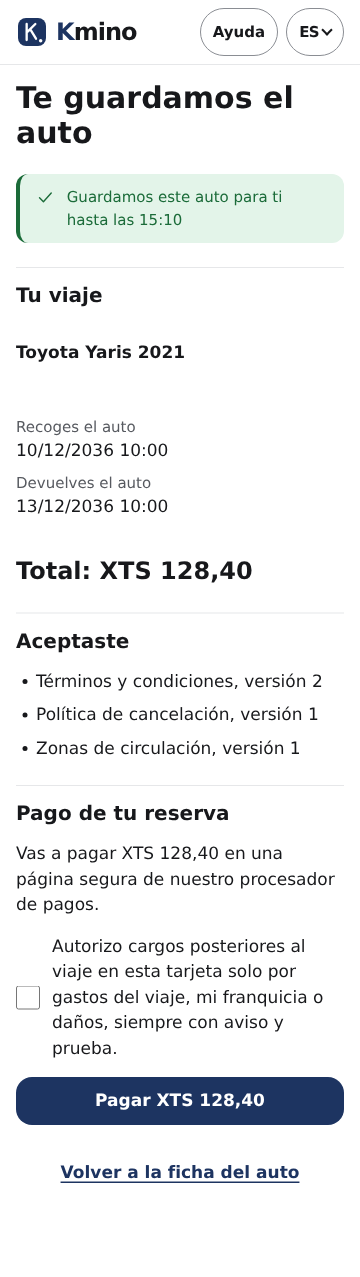 K. Kmino
Ayuda
ES
Te guardamos el
auto
Guardamos este auto para ti
hasta las 15:10
Tu viaje
Toyota Yaris 2021
Recoges el auto
10/12/2036 10:00
Devuelves el auto
13/12/2036 10:00
Total: XTS 128,40
Aceptaste
• Términos y condiciones, versión 2
• Política de cancelación, versión 1
• Zonas de circulación, versión 1
Pago de tu reserva
Vas a pagar XTS 128,40 en una
página segura de nuestro procesador
de pagos.
Autorizo cargos posteriores al
viaje en esta tarjeta solo por
gastos del viaje, mi franquicia o
daños, siempre con aviso y
prueba.
Pagar XTS 128,40
Volver a la ficha del auto